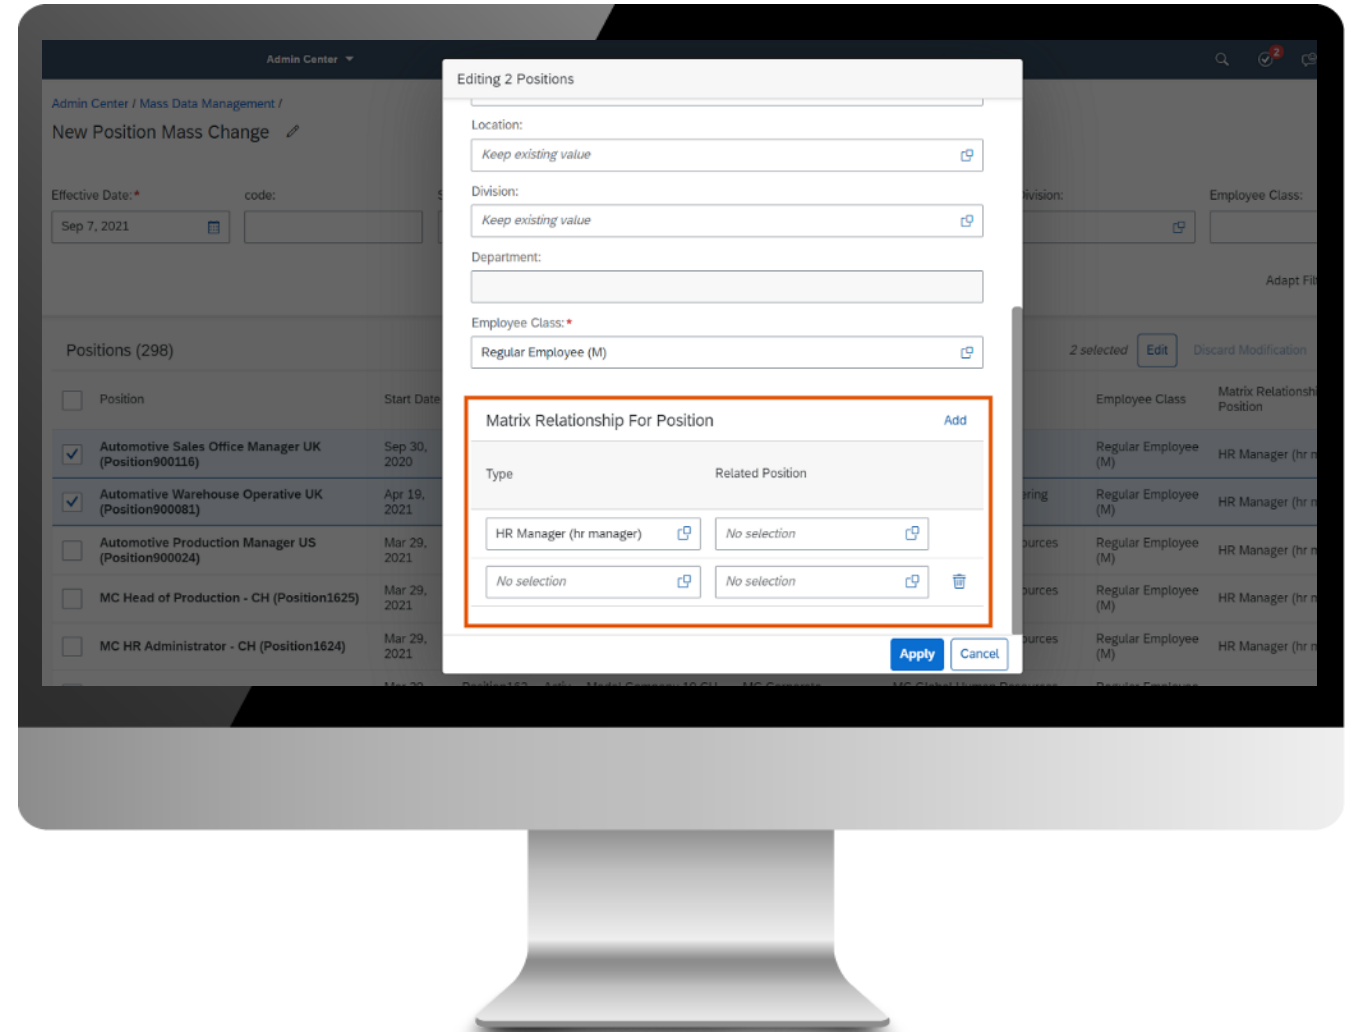 Admin Center
2
Admin Center / Mass Data Management /
New Position Mass Change
Effective Date:*
code:
Division:
Employee Class:
Sep 7, 2021
Adapt
Positions (298)
2 selected
Edit
Discard Modification
Position
Start Date
Employee Class
Matrix
Position
Automotive Sales Office Manager UK
(Position900116)
Sep 30,
2020
Regular Employee
(M)
HR Manager (hr
Automative Warehouse Operative UK
(Position900081)
Apr 19,
2021
Regular Employee
(M)
HR Manager (hr
Automotive Production Manager US
(Position900024)
Mar 29,
2021
Regular Employee
(M)
HR Manager (hr
MC Head of Production - CH (Position1625)
Mar 29,
2021
Regular Employee
(M)
HR Manager (hr
MC HR Administrator - CH (Position1624)
Mar 29,
2021
Regular Employee
(M)
HR Manager (hr
Editing 2 Positions
Location:
Keep existing value
Division:
Keep existing value
Department:
Employee Class:*
Regular Employee (M)
Matrix Relationship For Position
Add
Type
Related Position
HR Manager (hr manager)
No selection
No selection
No selection
Apply
Cancel